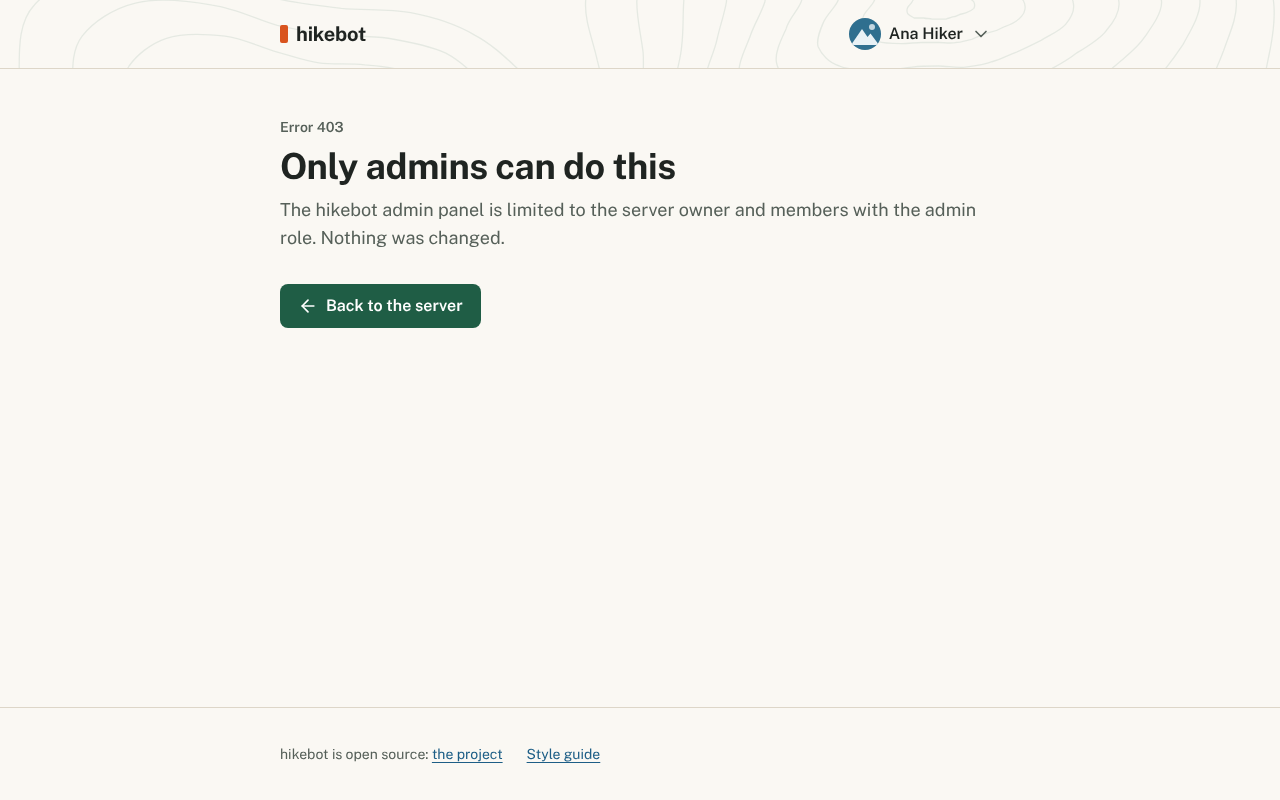 hikebot
Ana Hiker
Error 403
Only admins can do this
The hikebot admin panel is limited to the server owner and members with the admin
role. Nothing was changed.
Back to the server
hikebot is open source: the project
Style guide